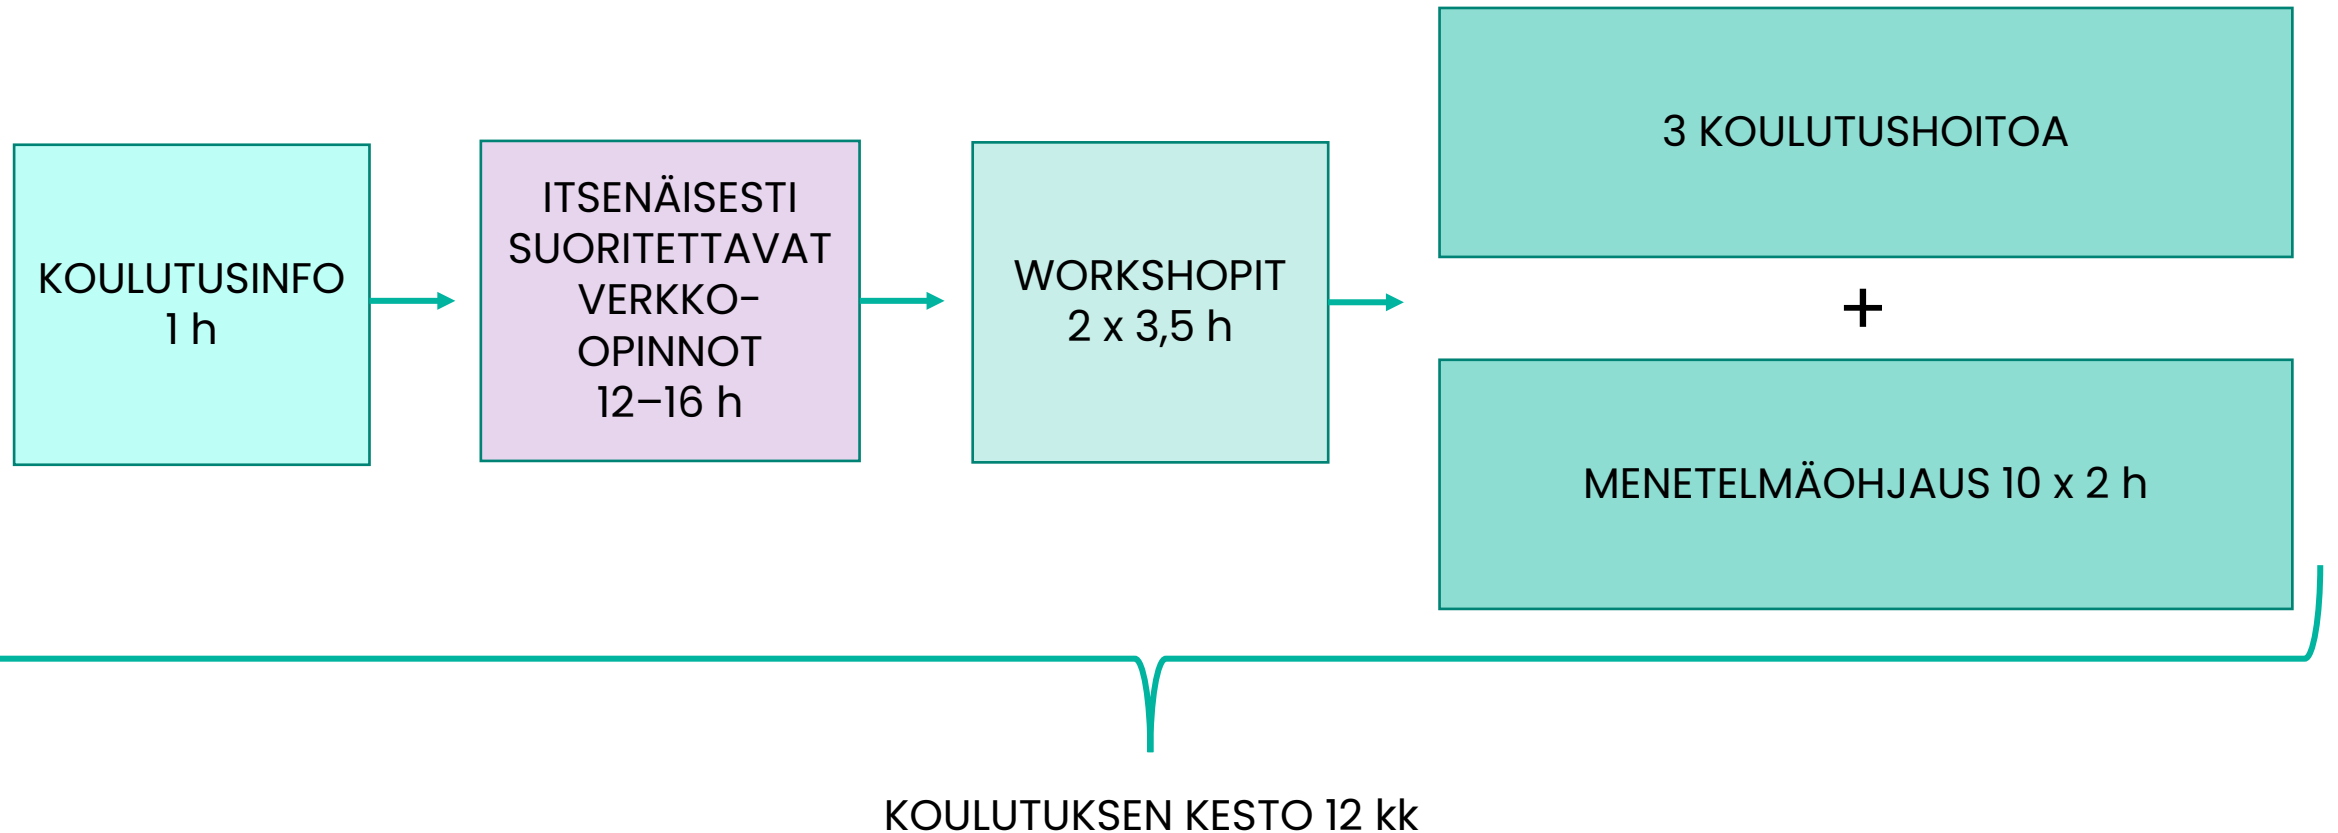 KOULUTUSINFO
1 h
ITSENÄISESTI
SUORITETTAVAT
VERKKO-
OPINNOT
12–16 h
WORKSHOPIT
2 x 3,5 h
3 KOULUTUSHOITOA
+
MENETELMÄOHJAUS 10 x 2 h
KOULUTUKSEN KESTO 12 kk